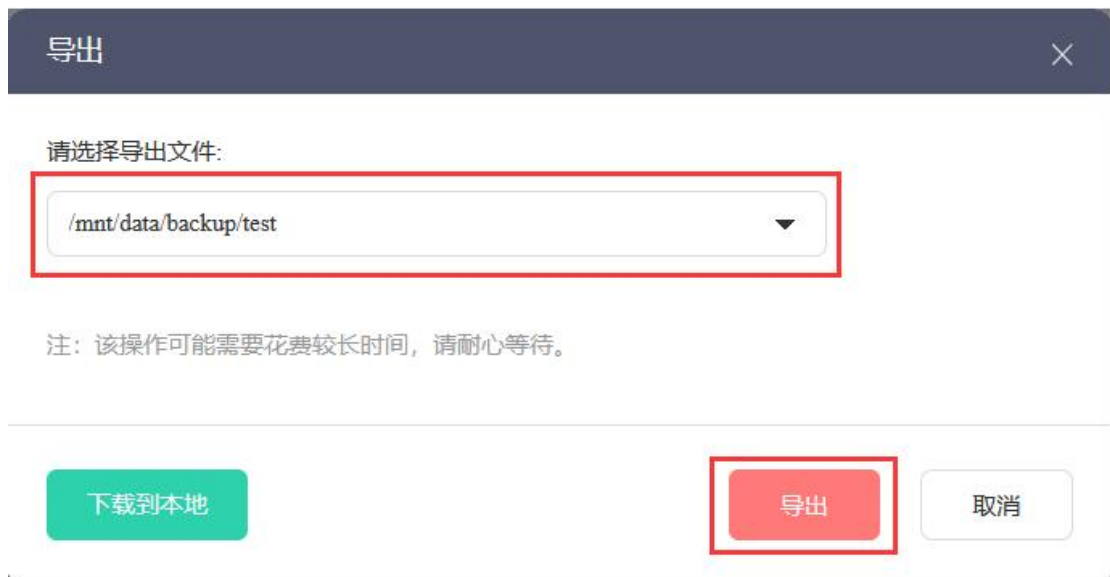 导出
请选择导出文件:
/mnt/data/backup/test
注：该操作可能需要花费较长时间，请耐心等待。
下载到本地
导出
取消